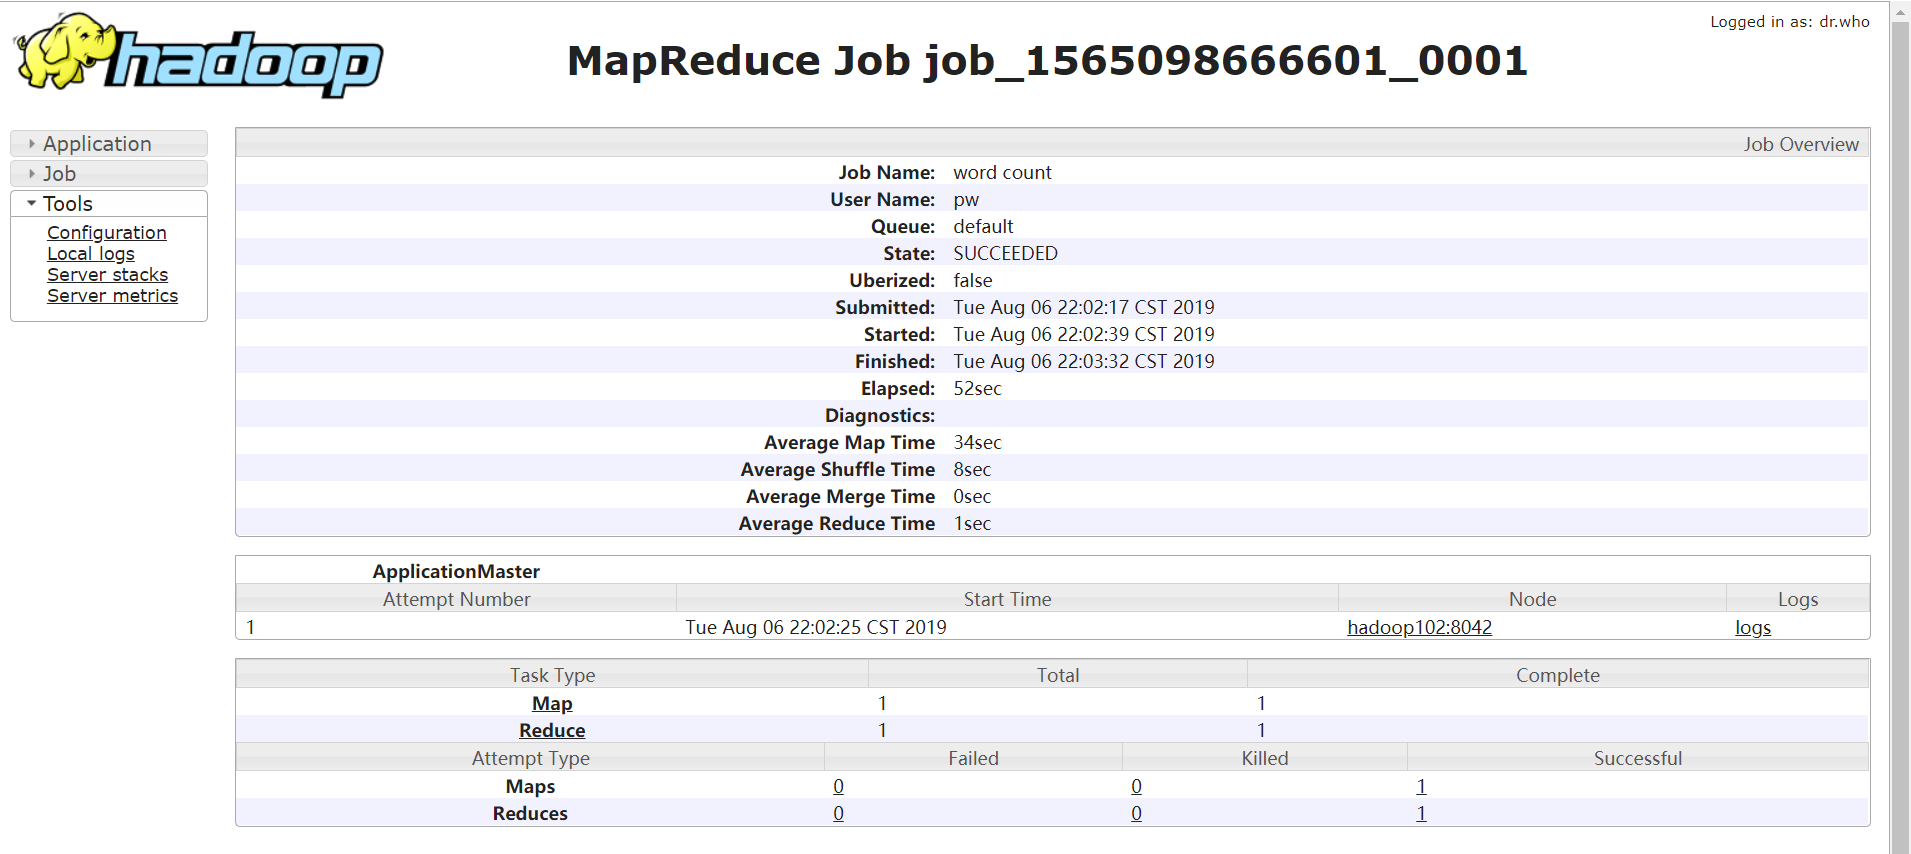 Logged in as: dr.who
hadoop
MapReduce Job job_1565098666601_0001
Application
Job
Tools
Configuration
Local logs
Server stacks
Server metrics
Job Overview
Job Name: word count
User Name: pw
Queue: default
State: SUCCEEDED
Uberized: false
Submitted: Tue Aug 06 22:02:17 CST 2019
Started: Tue Aug 06 22:02:39 CST 2019
Finished: Tue Aug 06 22:03:32 CST 2019
Elapsed: 52sec
Diagnostics:
Average Map Time 34sec
Average Shuffle Time 8sec
Average Merge Time 0sec
Average Reduce Time 1sec
ApplicationMaster
Attempt Number Start Time Node Logs
1 Tue Aug 06 22:02:25 CST 2019 hadoop102:8042 logs
Task Type Total Complete
Map 1 1
Reduce 1 1
Attempt Type Failed Killed Successful
Maps 0 0 1
Reduces 0 0 1